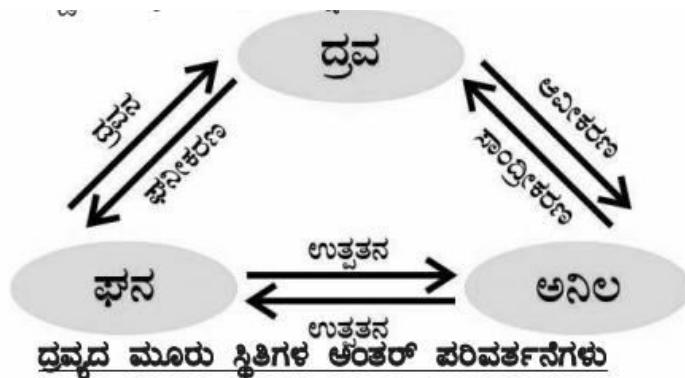 ದ್ರವ
ದ್ರವನ
ಘನೀಕರಣ
ಆವೀಕರಣ
ಸಾಂದ್ರೀಕರಣ
ಉತ್ಪತನ
ಘನ
ಅನಿಲ
ಉತ್ಪತನ
ದ್ರವ್ಯದ ಮೂರು ಸ್ಥಿತಿಗಳ ಅಂತರ್ ಪರಿವರ್ತನೆಗಳು